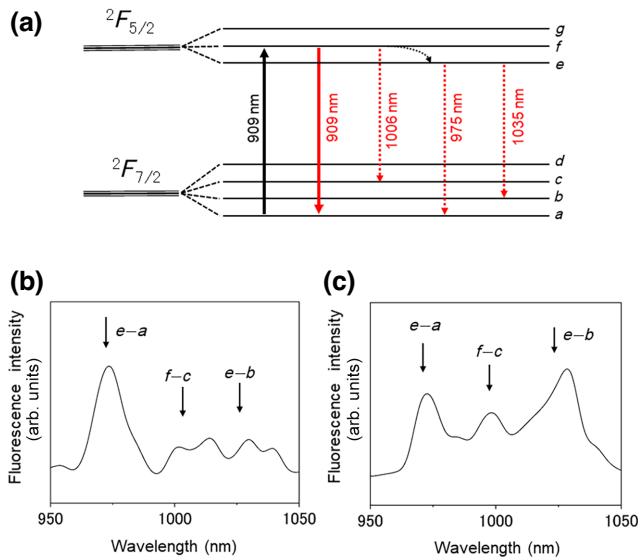 (a)
²F5/2
g
f
e
909 nm
909 nm
1006 nm
975 nm
1035 nm
²F7/2
d
c
b
a
(b)
(c)
Fluorescence intensity
(arb. units)
e–a
f–c
e–b
950
1000
1050
Wavelength (nm)
Fluorescence intensity
(arb. units)
e–a
f–c
e–b
950
1000
1050
Wavelength (nm)